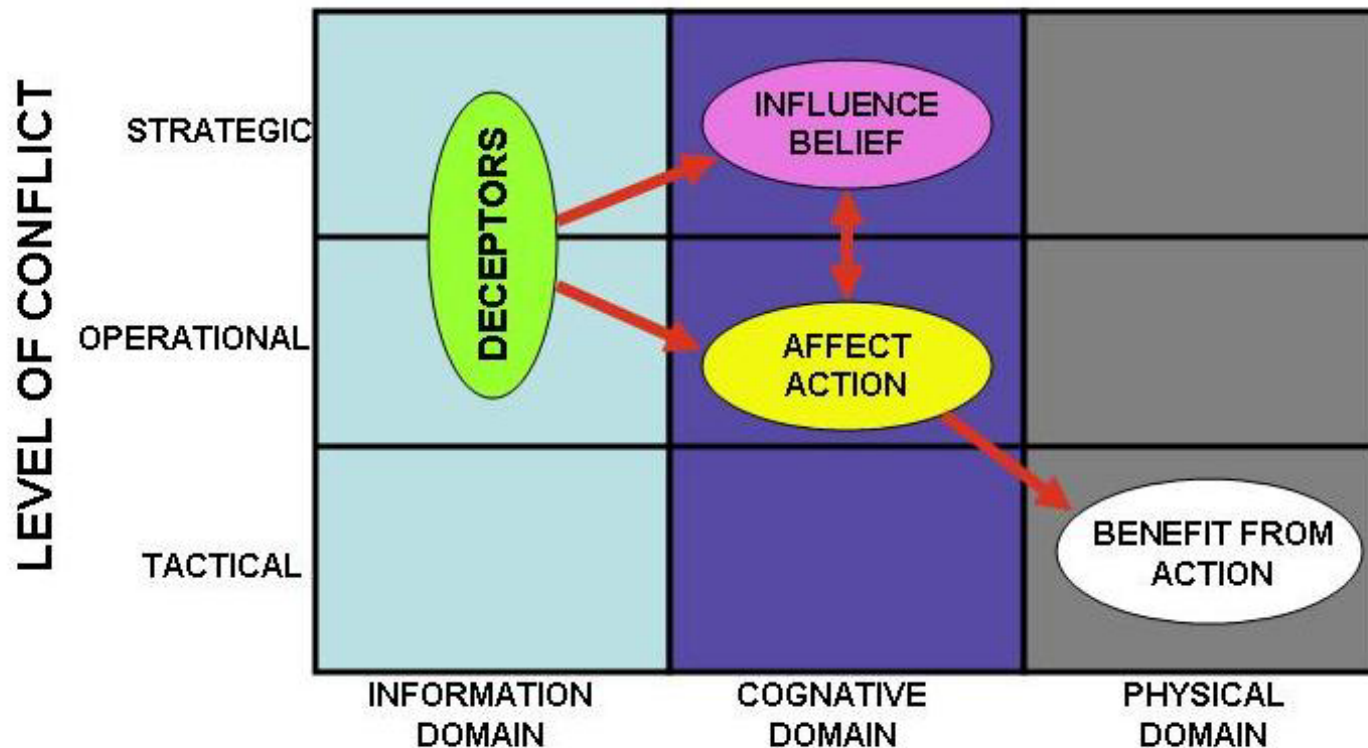 LEVEL OF CONFLICT
STRATEGIC
OPERATIONAL
TACTICAL
DECEPTORS
INFLUENCE
BELIEF
AFFECT
ACTION
BENEFIT FROM
ACTION
INFORMATION
DOMAIN
COGNATIVE
DOMAIN
PHYSICAL
DOMAIN